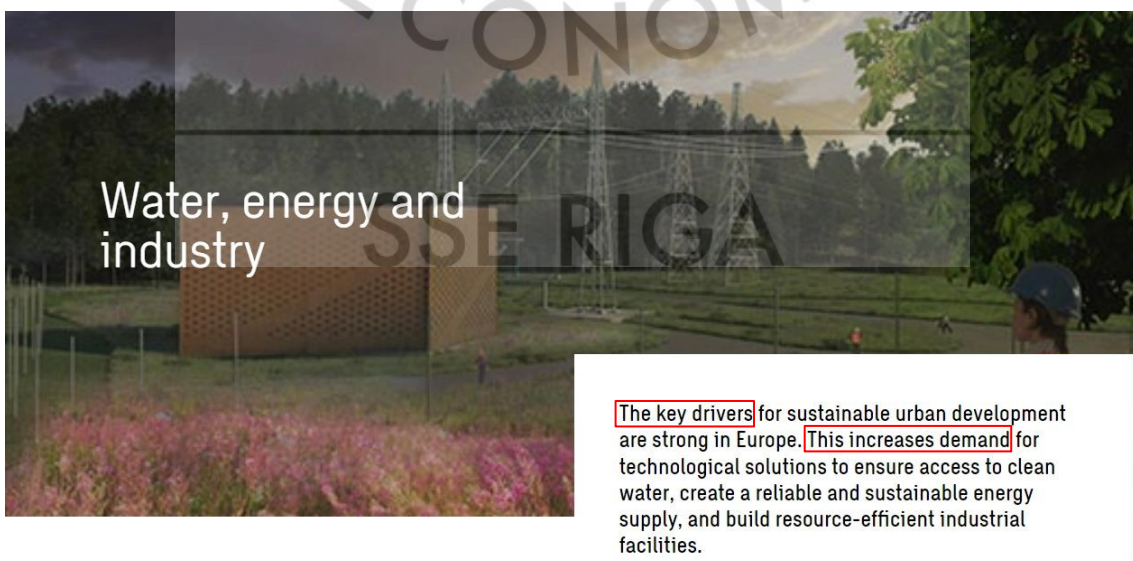 CONOM
Water, energy and
industry
SSE RIGA
The key drivers for sustainable urban development
are strong in Europe. This increases demand for
technological solutions to ensure access to clean
water, create a reliable and sustainable energy
supply, and build resource-efficient industrial
facilities.